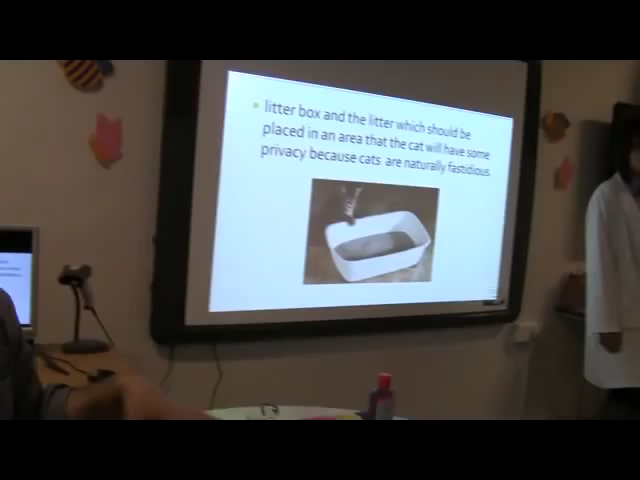 litter box and the litter which should be
placed in an area that the cat will have some
privacy because cats are naturally fastidious.